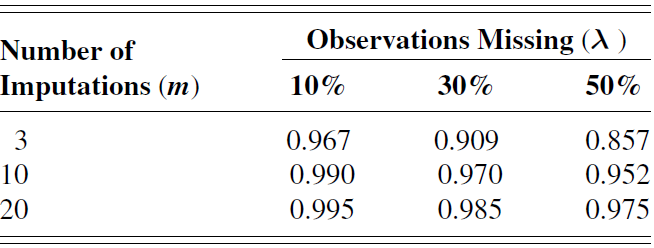 Observations Missing (λ )
Number of
Imputations (m) 10% 30% 50%
3 0.967 0.909 0.857
10 0.990 0.970 0.952
20 0.995 0.985 0.975